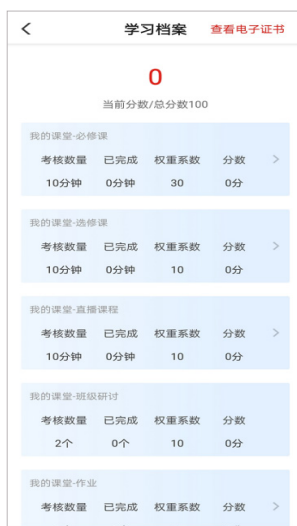 学习档案 查看电子证书
0
当前分数/总分数100
我的课堂-必修课
考核数量 已完成 权重系数 分数
10分钟 0分钟 30 0分
我的课堂-选修课
考核数量 已完成 权重系数 分数
10分钟 0分钟 10 0分
我的课堂-直播课程
考核数量 已完成 权重系数 分数
10分钟 0分钟 10 0分
我的课堂-班级研讨
考核数量 已完成 权重系数 分数
2个 0个 10 0分
我的课堂-作业
考核数量 已完成 权重系数 分数